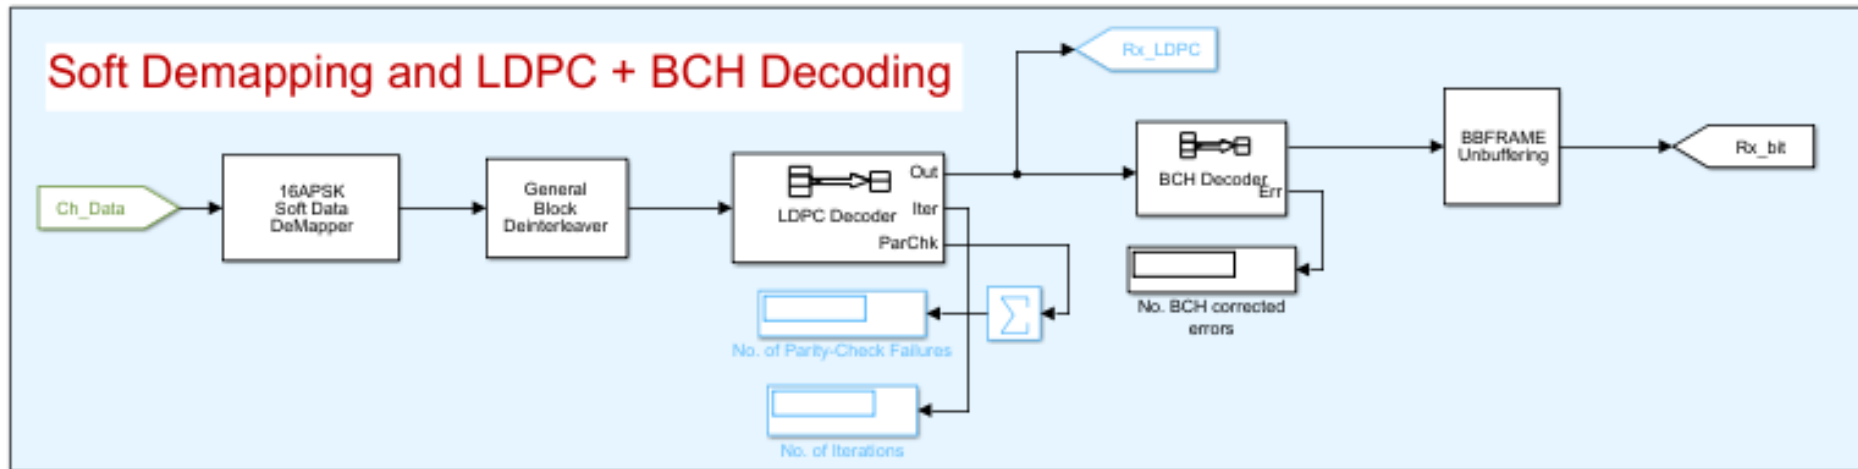 Soft Demapping and LDPC + BCH Decoding
Rx_LDPC
Ch_Data
16APSK
Soft Data
DeMapper
General
Block
Deinterleaver
LDPC Decoder
Out
Iter
ParChk
BCH Decoder
Err
BBFRAME
Unbuffering
Rx_bit
No. BCH corrected
errors
∑
No. of Parity-Check Failures
No. of Iterations